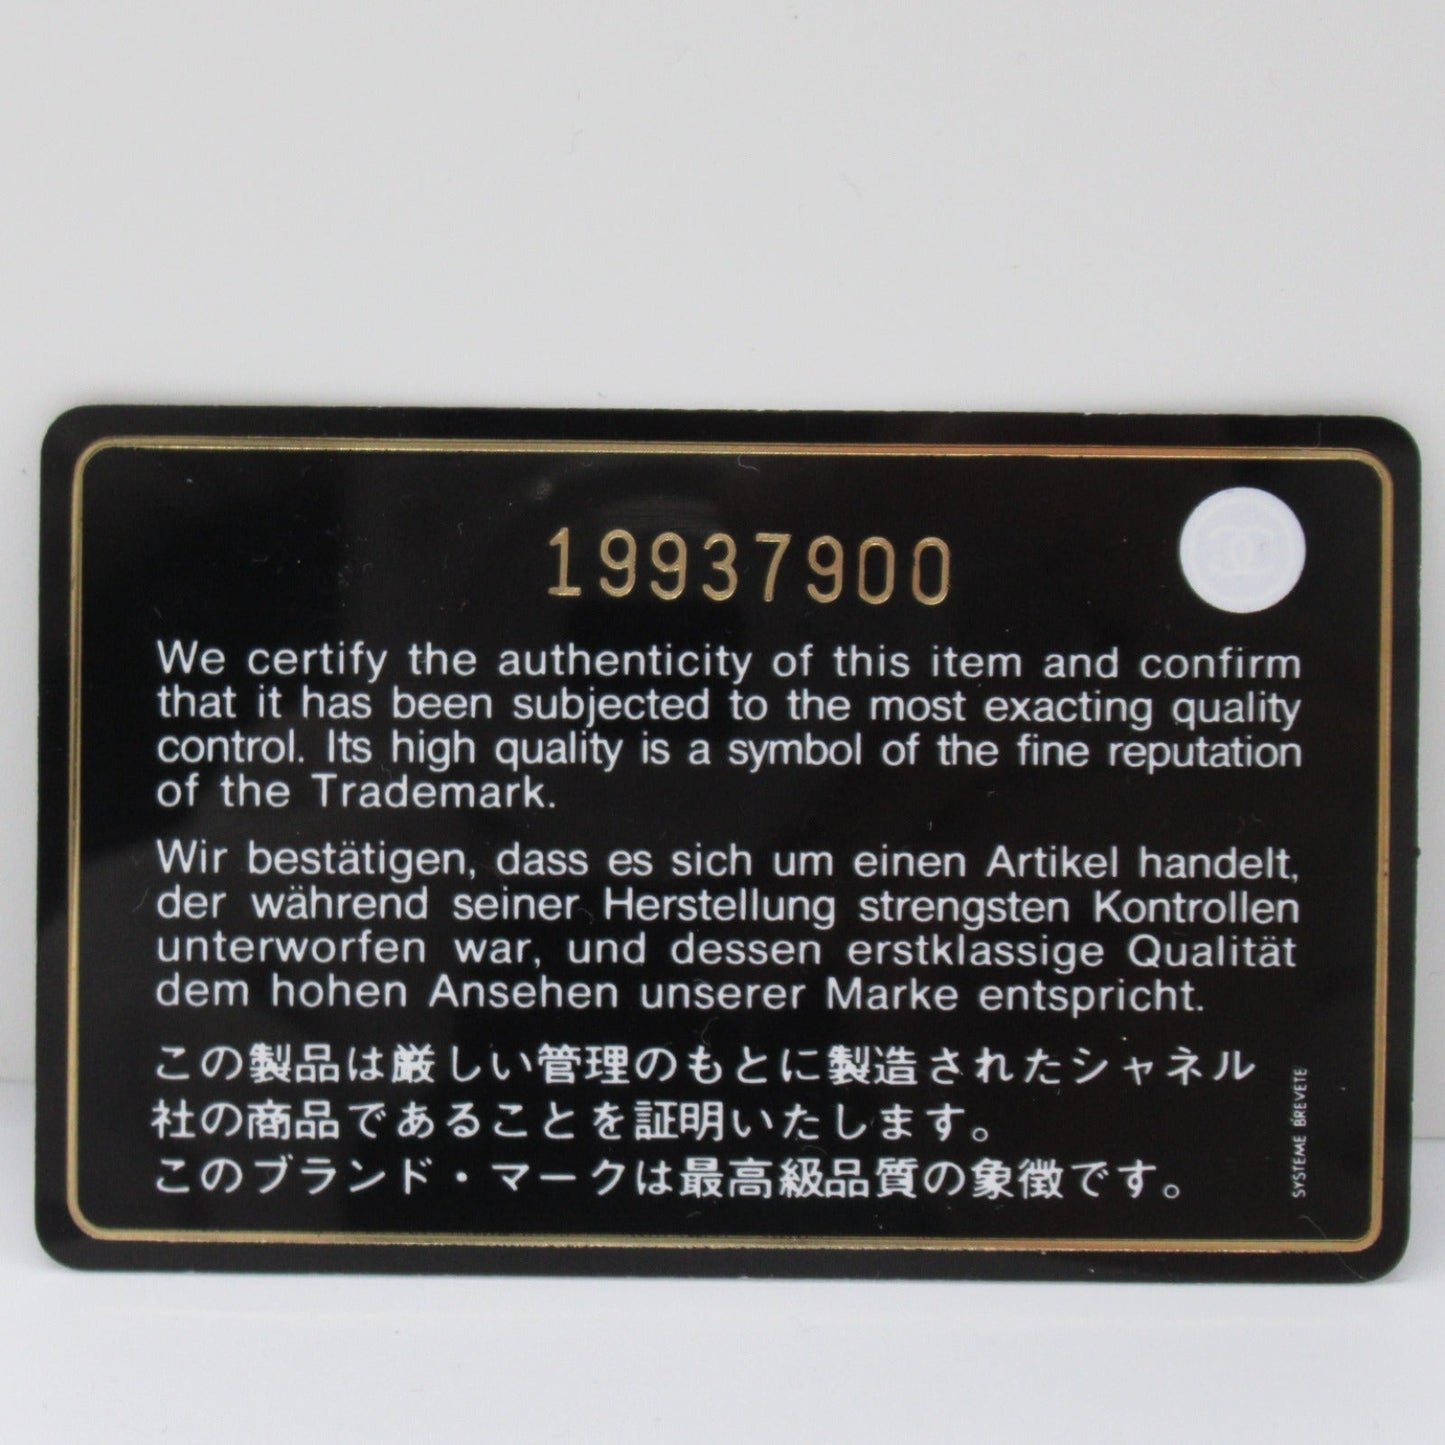 19937900
We certify the authenticity of this item and confirm
that it has been subjected to the most exacting quality
control. Its high quality is a symbol of the fine reputation
of the Trademark.
Wir bestätigen, dass es sich um einen Artikel handelt,
der während seiner Herstellung strengsten Kontrollen
unterworfen war, und dessen erstklassige Qualität
dem hohen Ansehen unserer Marke entspricht.
この製品は厳しい管理のもとに製造されたシャネル
社の商品であることを証明いたします。
このブランド・マークは最高級品質の象徴です。
SYSTEME BREVETE